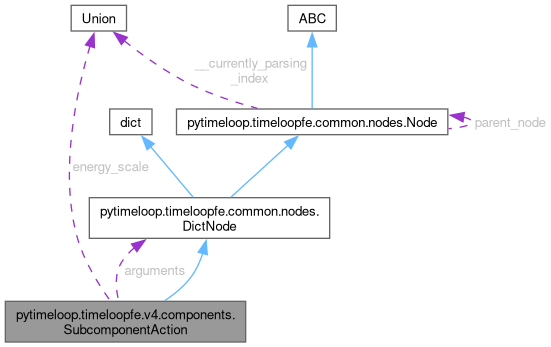 Union
ABC
__currently_parsing
_index
dict
pytimeloop.timeloopfe.common.nodes.Node
parent_node
energy_scale
pytimeloop.timeloopfe.common.nodes.
DictNode
arguments
pytimeloop.timeloopfe.v4.components.
SubcomponentAction